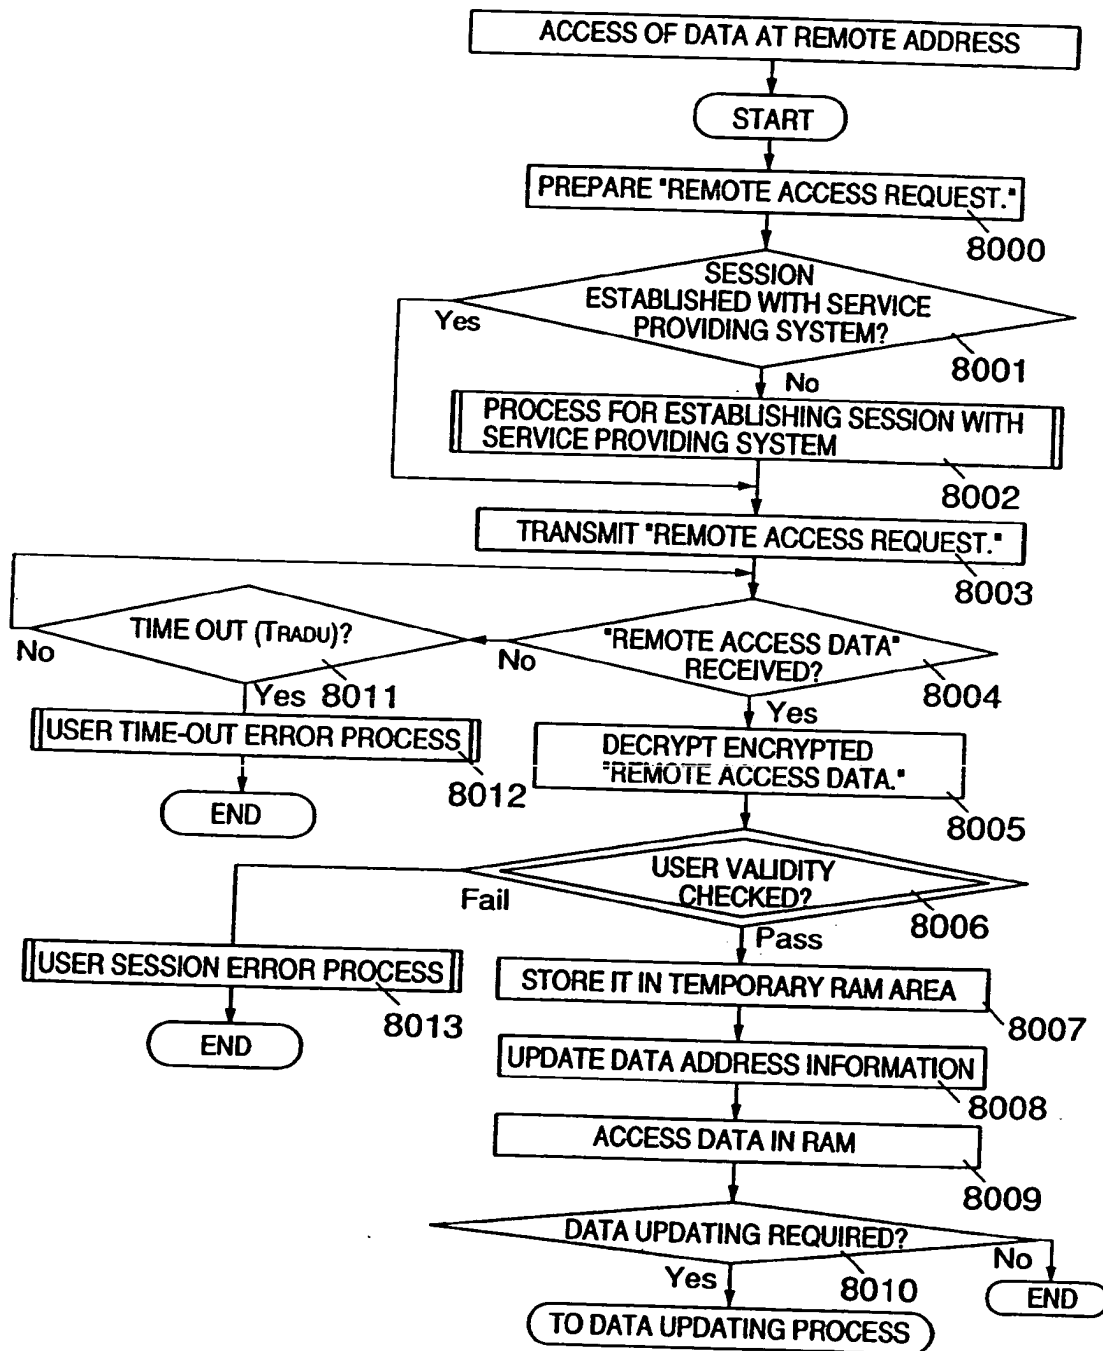 ACCESS OF DATA AT REMOTE ADDRESS
START
PREPARE "REMOTE ACCESS REQUEST."
8000
SESSION
ESTABLISHED WITH SERVICE
PROVIDING SYSTEM?
8001
Yes
No
PROCESS FOR ESTABLISHING SESSION WITH
SERVICE PROVIDING SYSTEM
8002
TRANSMIT "REMOTE ACCESS REQUEST."
8003
"REMOTE ACCESS DATA"
RECEIVED?
8004
No
Yes
TIME OUT (TRADU)?
8011
No
Yes
USER TIME-OUT ERROR PROCESS
8012
END
DECRYPT ENCRYPTED
"REMOTE ACCESS DATA."
8005
USER VALIDITY
CHECKED?
8006
Fail
Pass
USER SESSION ERROR PROCESS
8013
END
STORE IT IN TEMPORARY RAM AREA
8007
UPDATE DATA ADDRESS INFORMATION
8008
ACCESS DATA IN RAM
8009
DATA UPDATING REQUIRED?
8010
No
Yes
END
TO DATA UPDATING PROCESS